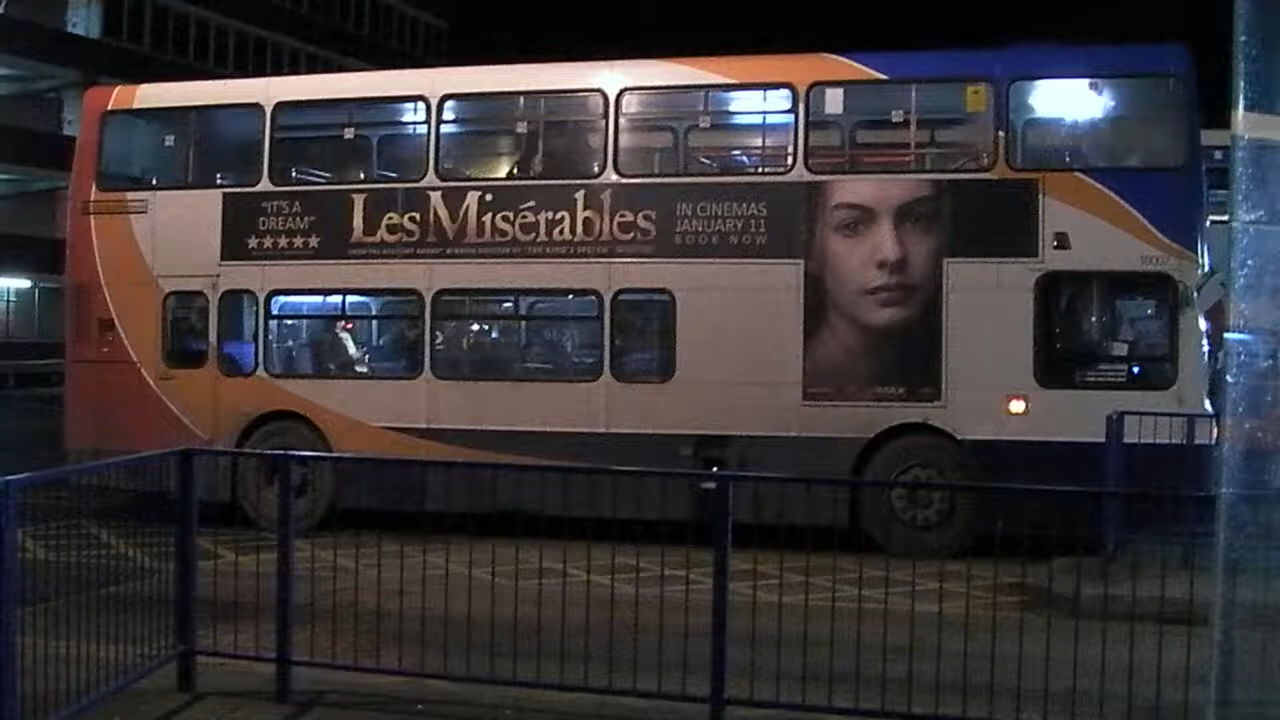 "IT'S A
DREAM"
Les Misérables
IN CINEMAS
JANUARY 11
BOOK NOW